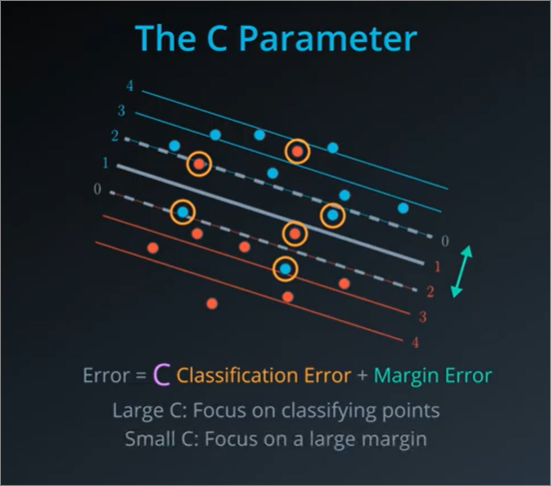 The C Parameter
4
3
2
1
0
0
1
2
3
4
Error = C Classification Error + Margin Error
Large C: Focus on classifying points
Small C: Focus on a large margin